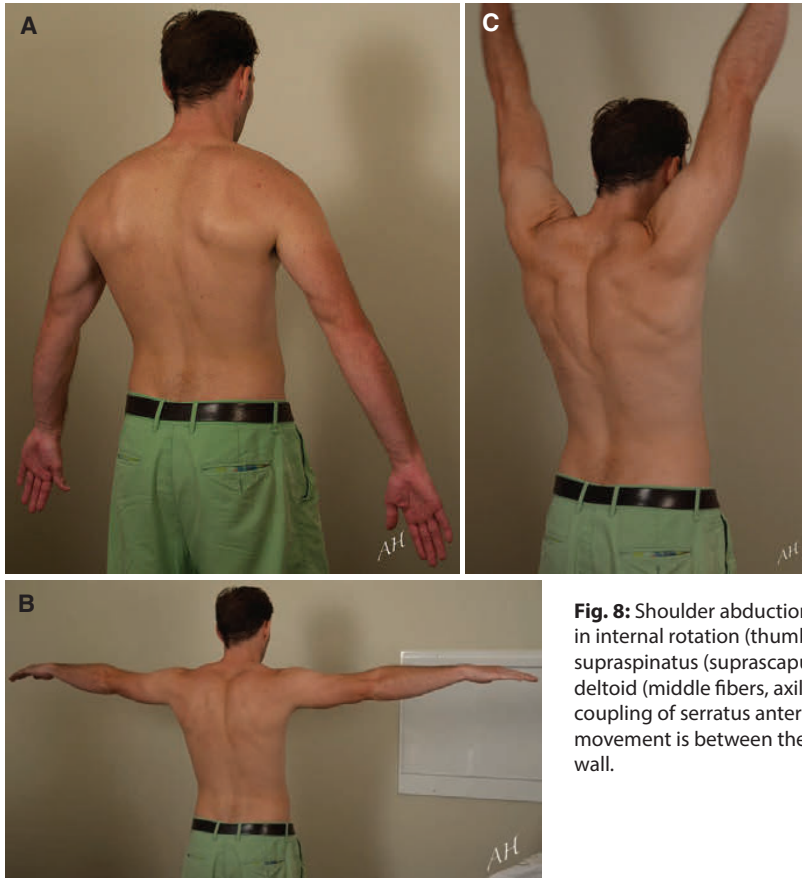 A
C
AH
AH
B
AH
Fig. 8: Shoulder abduction
in internal rotation (thuml
supraspinatus (suprascapu
deltoid (middle fibers, axil
coupling of serratus anter
movement is between the
wall.